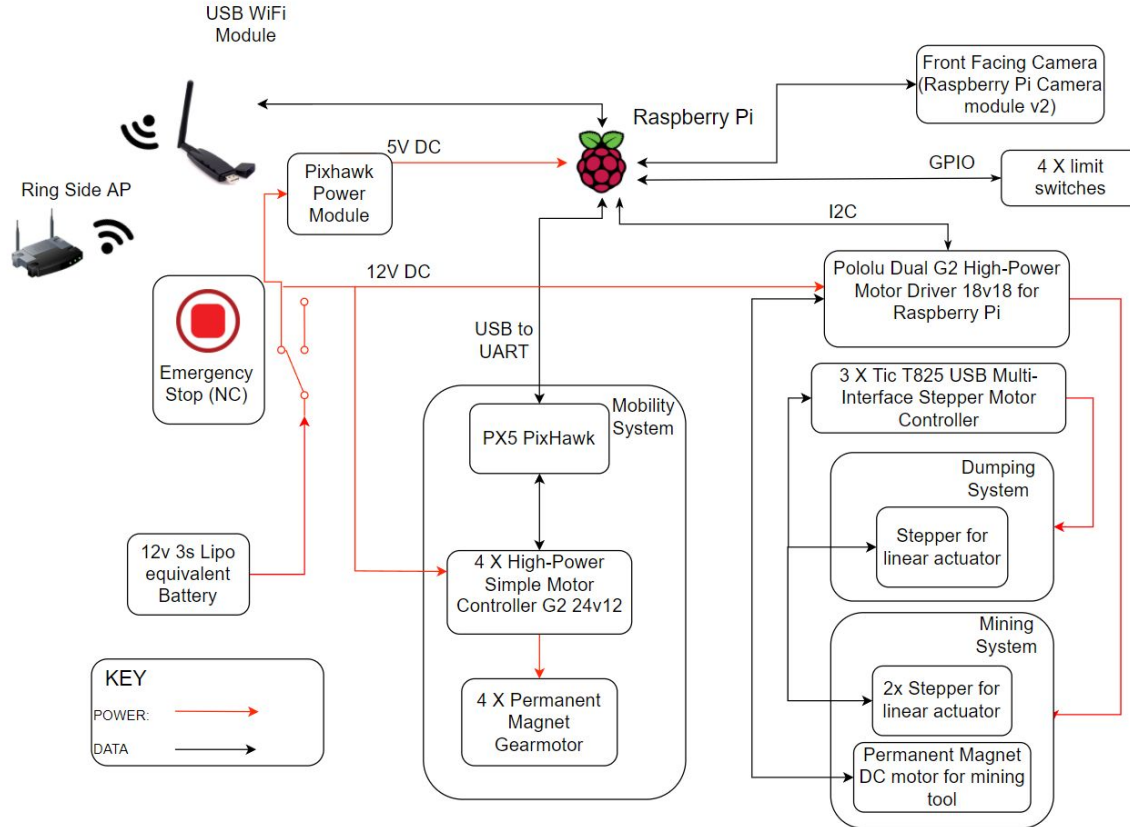 USB WiFi
Module
Front Facing Camera
(Raspberry Pi Camera
module v2)
Raspberry Pi
5V DC
Pixhawk
Power
Module
GPIO
4 X limit
switches
Ring Side AP
I2C
12V DC
Pololu Dual G2 High-Power
Motor Driver 18v18 for
Raspberry Pi
USB to
UART
Emergency
Stop (NC)
3 X Tic T825 USB Multi-
Interface Stepper Motor
Controller
Mobility
System
PX5 PixHawk
Dumping
System
Stepper for
linear actuator
12v 3s Lipo
equivalent
Battery
4 X High-Power
Simple Motor
Controller G2 24v12
Mining
System
KEY
POWER:
DATA
4 X Permanent
Magnet
Gearmotor
2x Stepper for
linear actuator
Permanent Magnet
DC motor for mining
tool